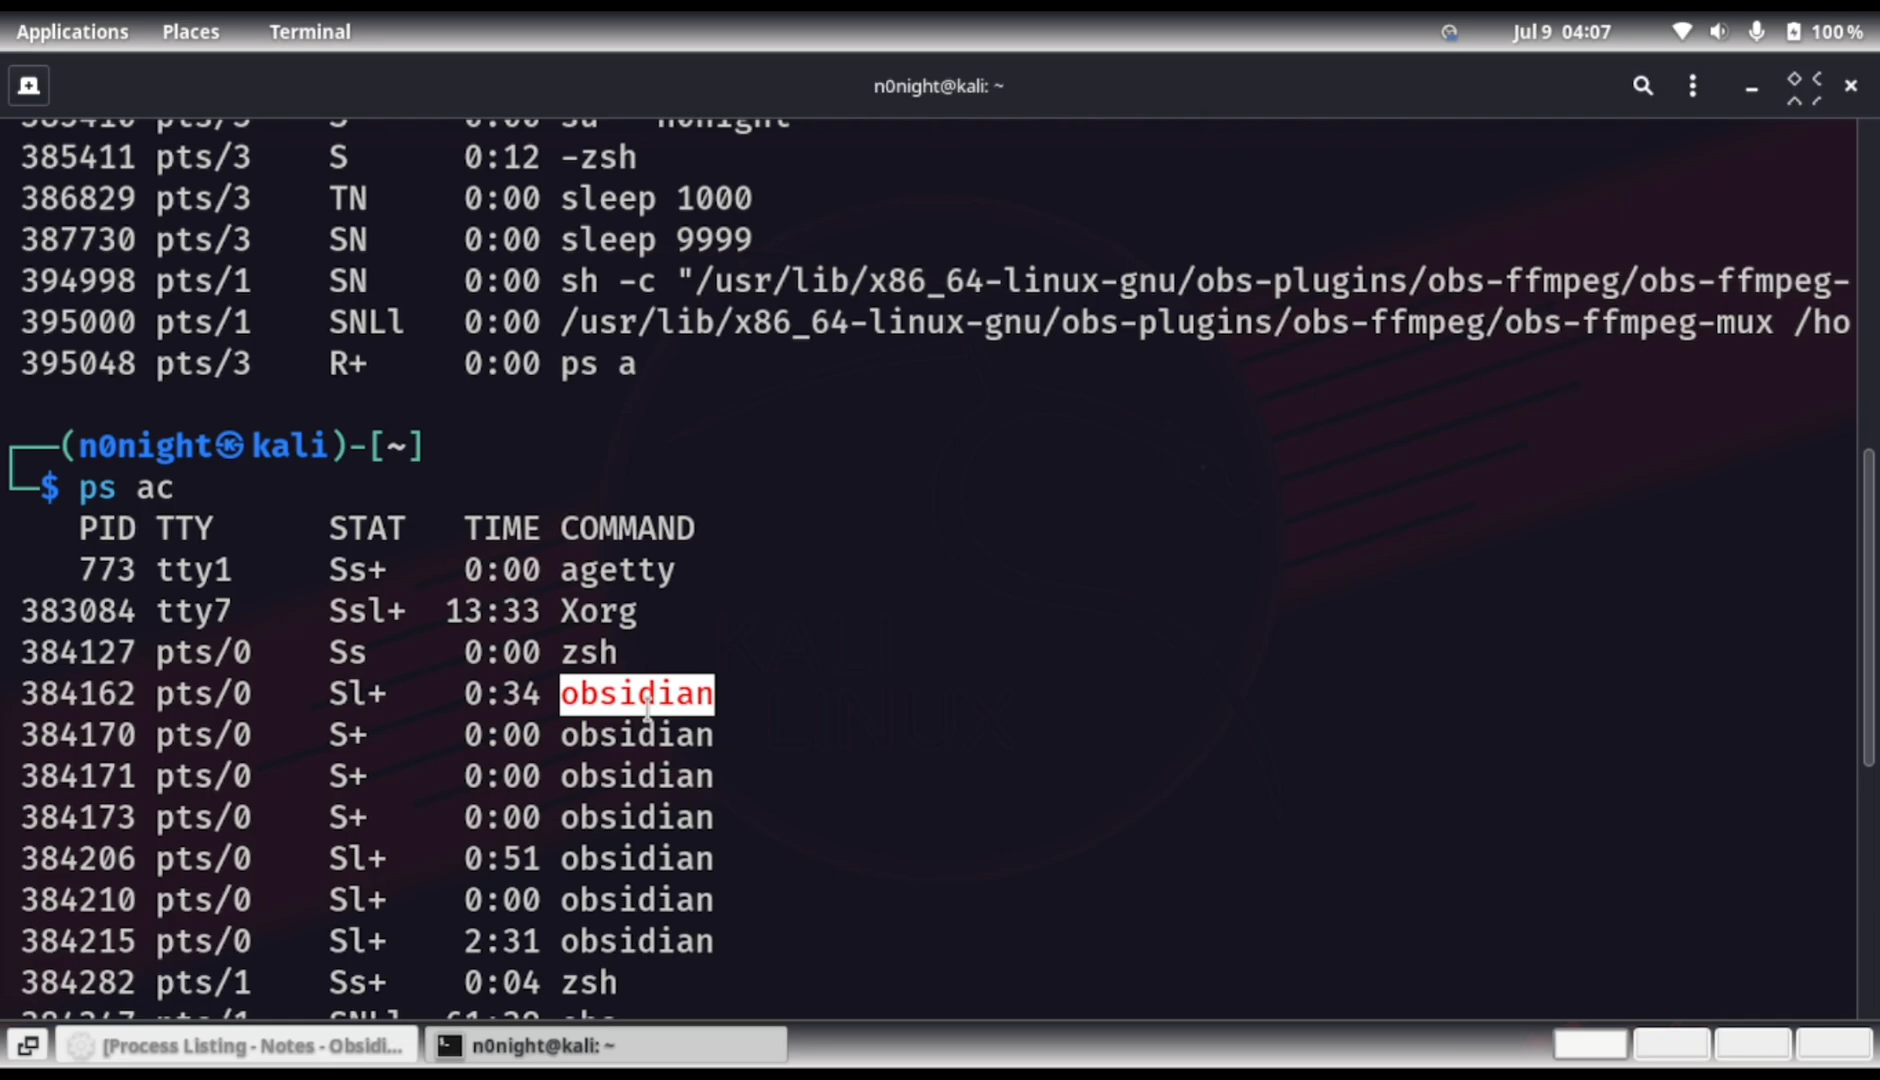 Applications Places Terminal Jul 9 04:07 100 %
n0night@kali: ~
385410 pts/3 S 0:00 su n0night
385411 pts/3 S 0:12 -zsh
386829 pts/3 TN 0:00 sleep 1000
387730 pts/3 SN 0:00 sleep 9999
394998 pts/1 SN 0:00 sh -c "/usr/lib/x86_64-linux-gnu/obs-plugins/obs-ffmpeg/obs-ffmpeg-
395000 pts/1 SNLl 0:00 /usr/lib/x86_64-linux-gnu/obs-plugins/obs-ffmpeg/obs-ffmpeg-mux /ho
395048 pts/3 R+ 0:00 ps a
(n0night㉿kali)-[~]
$ ps ac
PID TTY STAT TIME COMMAND
773 tty1 Ss+ 0:00 agetty
383084 tty7 Ssl+ 13:33 Xorg
384127 pts/0 Ss 0:00 zsh
384162 pts/0 Sl+ 0:34 obsidian
384170 pts/0 S+ 0:00 obsidian
384171 pts/0 S+ 0:00 obsidian
384173 pts/0 S+ 0:00 obsidian
384206 pts/0 Sl+ 0:51 obsidian
384210 pts/0 Sl+ 0:00 obsidian
384215 pts/0 Sl+ 2:31 obsidian
384282 pts/1 Ss+ 0:04 zsh
[Process Listing - Notes - Obsidi... n0night@kali: ~